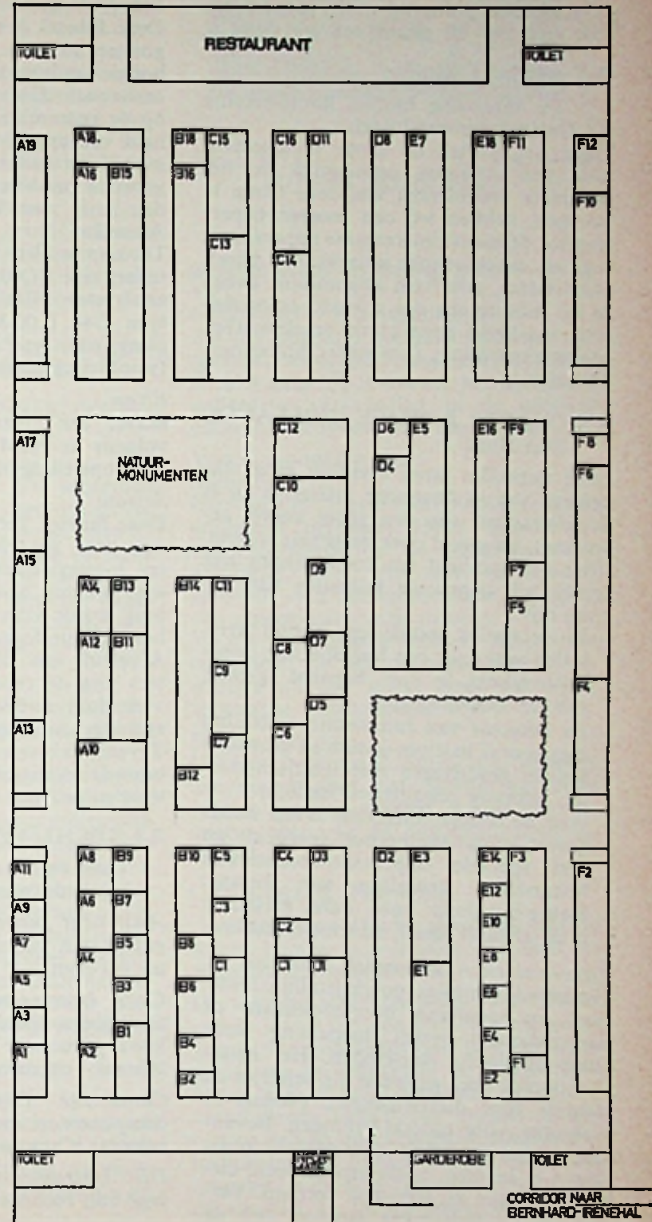 TOILET
RESTAURANT
TOILET
A19
A18.
B18
C15
C16
D11
D8
E7
E18
F11
F12
A16
B15
B16
F10
C13
C14
A17
C12
D6
E5
E16
F9
F8
NATUUR-
MONUMENTEN
D4
F6
C10
A15
D9
F7
A14
B13
B14
C11
F5
A12
B11
C8
D7
C9
F4
D5
A13
A10
C7
C6
B12
A11
A8
B9
B10
C5
C4
D3
D2
E3
E14
F3
F2
E12
A9
A6
B7
C3
E10
C2
A7
B5
B8
A4
C1
C1
D1
E1
E8
A5
B3
B6
E6
A3
B1
B4
E4
A1
A2
F1
B2
E2
TOILET
GARDEROBE
TOILET
CORRIDOR NAAR
BERNHARD-IRENEHAL